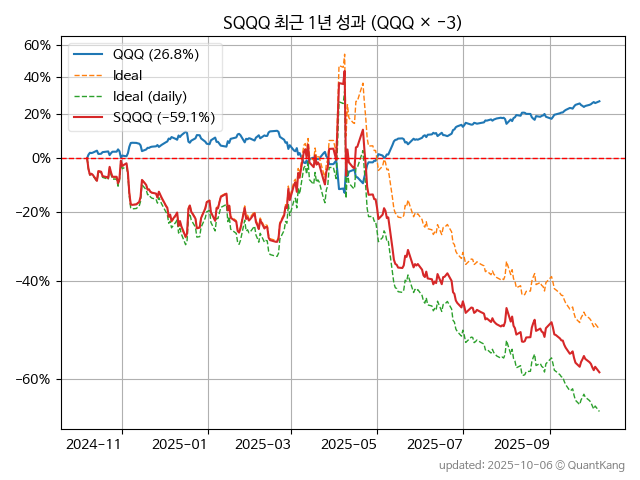 SQQQ 최근 1년 성과 (QQQ × −3)
60%
40%
20%
0%
−20%
−40%
−60%
QQQ (26.8%)
Ideal
Ideal (daily)
SQQQ (−59.1%)
2024-11
2025-01
2025-03
2025-05
2025-07
2025-09
updated: 2025-10-06 © QuantKang